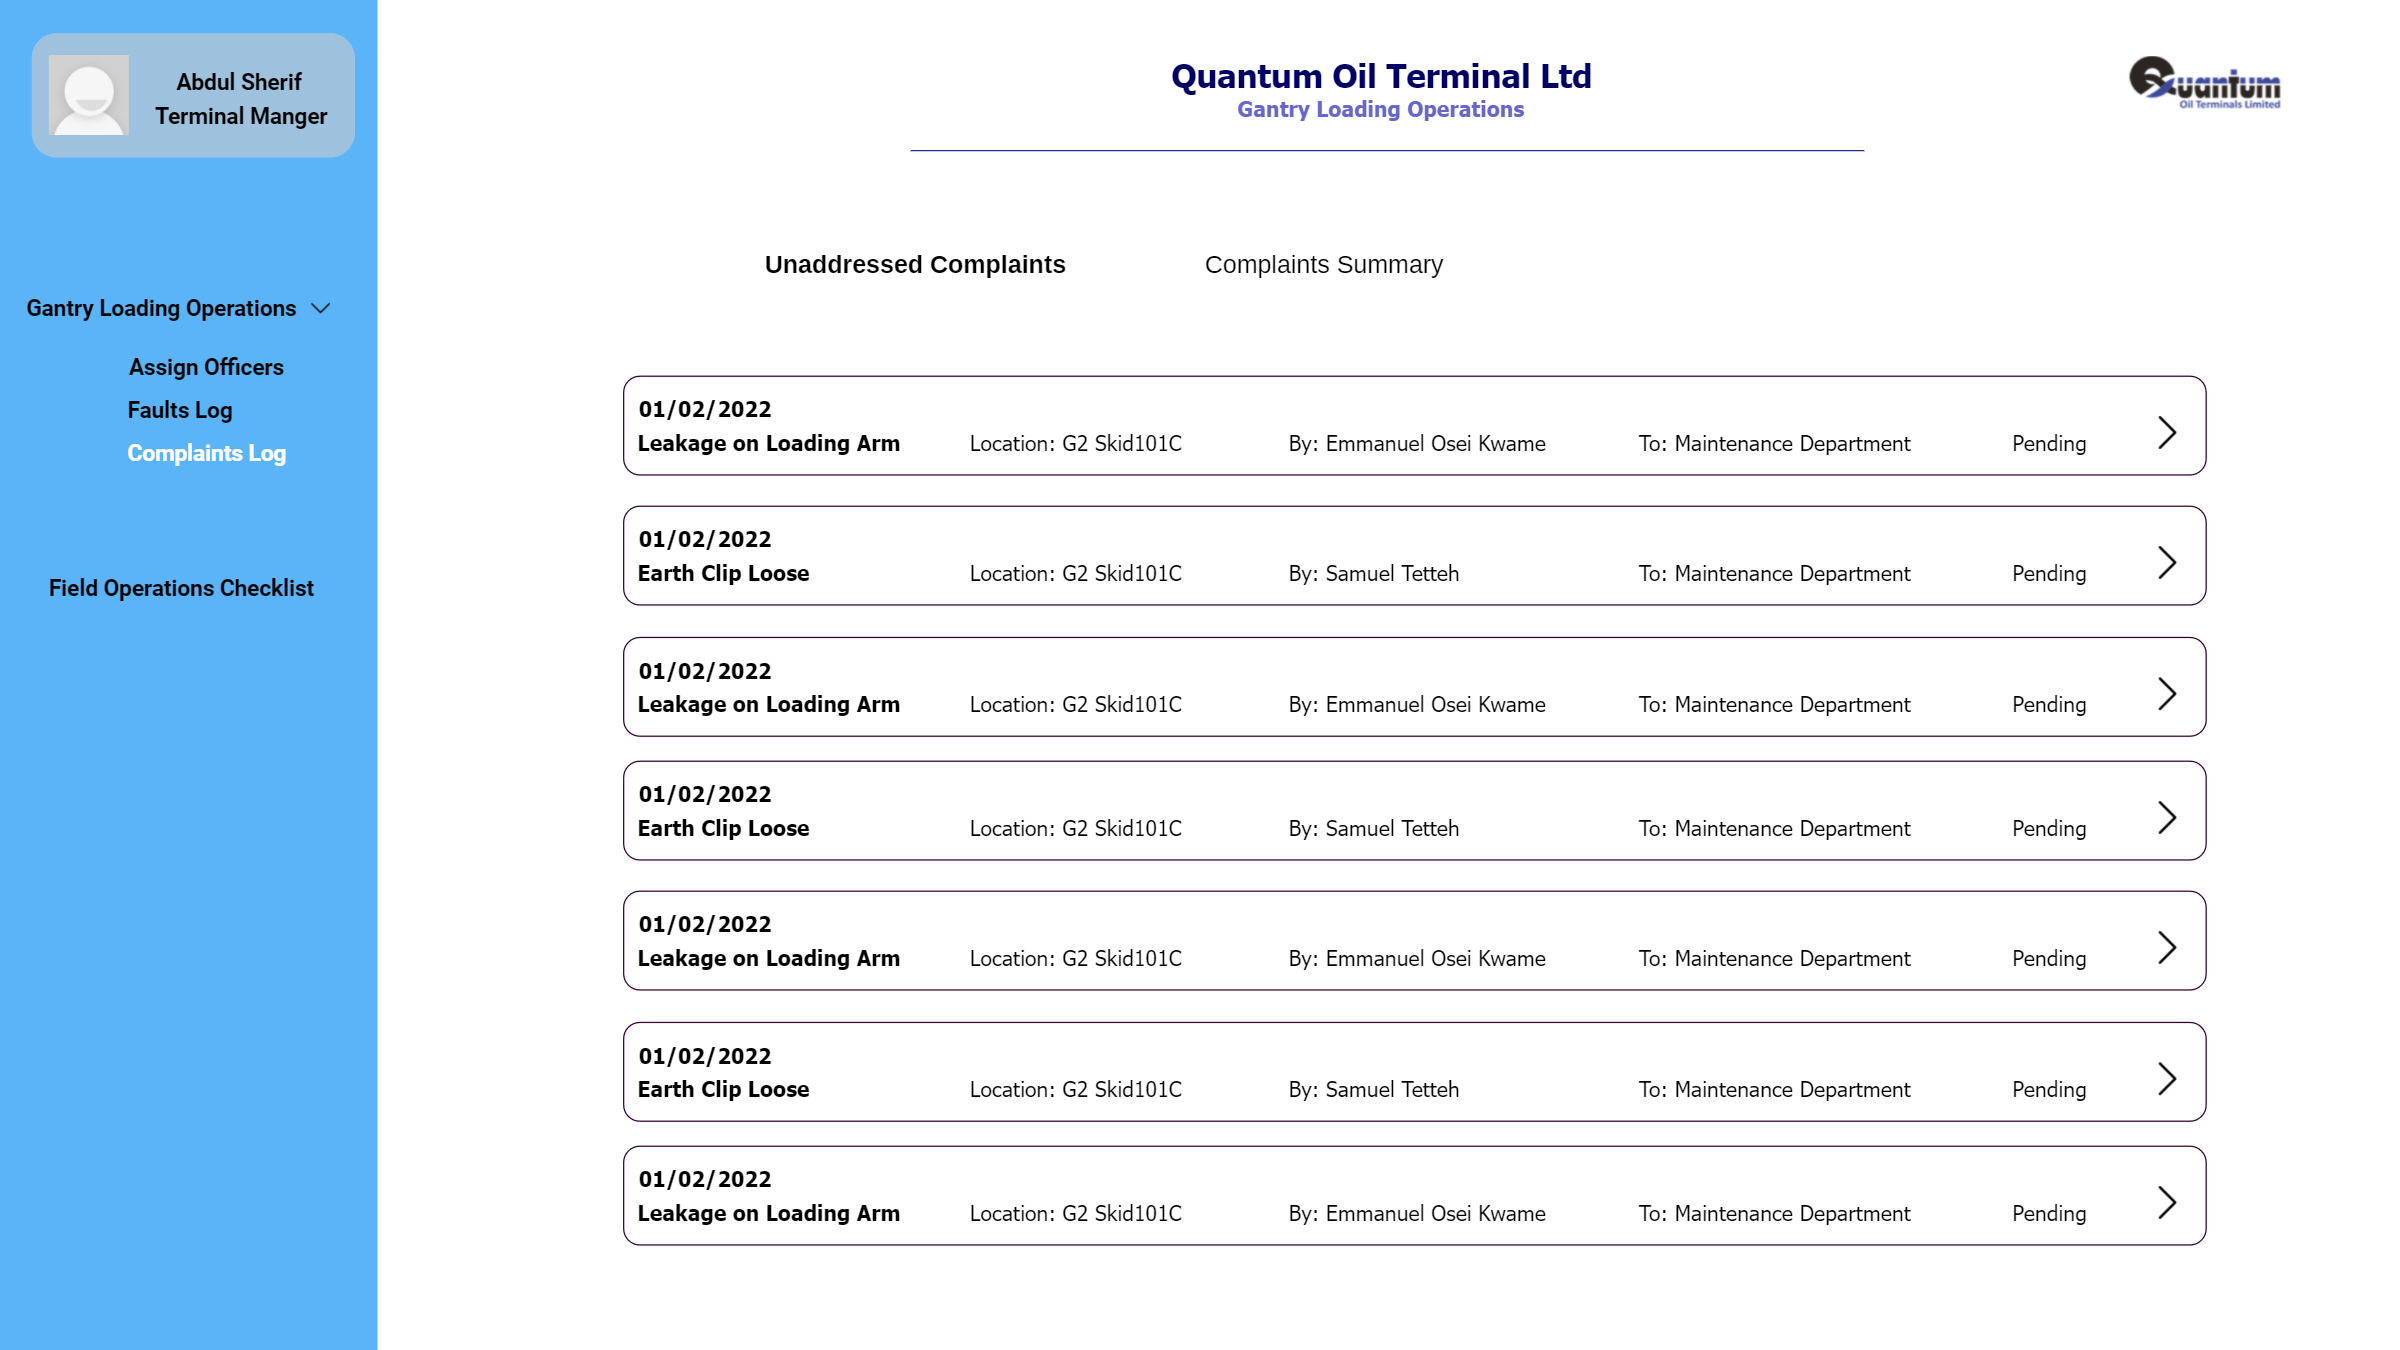 Abdul Sherif
Terminal Manger
Gantry Loading Operations
Assign Officers
Faults Log
Complaints Log
Field Operations Checklist
Quantum Oil Terminal Ltd
Gantry Loading Operations
Quantum
Oil Terminals Limited
Unaddressed Complaints Complaints Summary
01/02/2022
Leakage on Loading Arm Location: G2 Skid101C By: Emmanuel Osei Kwame To: Maintenance Department Pending
01/02/2022
Earth Clip Loose Location: G2 Skid101C By: Samuel Tetteh To: Maintenance Department Pending
01/02/2022
Leakage on Loading Arm Location: G2 Skid101C By: Emmanuel Osei Kwame To: Maintenance Department Pending
01/02/2022
Earth Clip Loose Location: G2 Skid101C By: Samuel Tetteh To: Maintenance Department Pending
01/02/2022
Leakage on Loading Arm Location: G2 Skid101C By: Emmanuel Osei Kwame To: Maintenance Department Pending
01/02/2022
Earth Clip Loose Location: G2 Skid101C By: Samuel Tetteh To: Maintenance Department Pending
01/02/2022
Leakage on Loading Arm Location: G2 Skid101C By: Emmanuel Osei Kwame To: Maintenance Department Pending